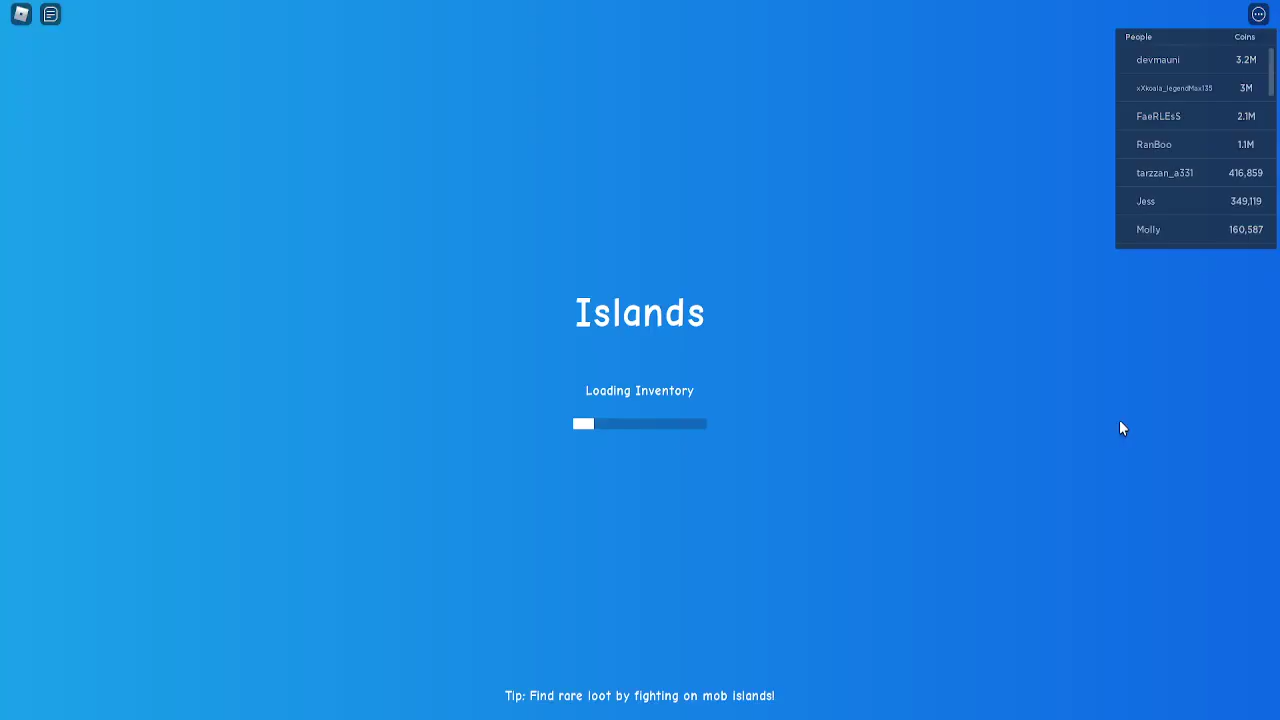 People Coins
devmauni 3.2M
xXkoala_legendMax135 3M
FaeRLEsS 2.1M
RanBoo 1.1M
tarzzan_a331 416,859
Jess 349,119
Molly 160,587
Islands
Loading Inventory
Tip: Find rare loot by fighting on mob islands!